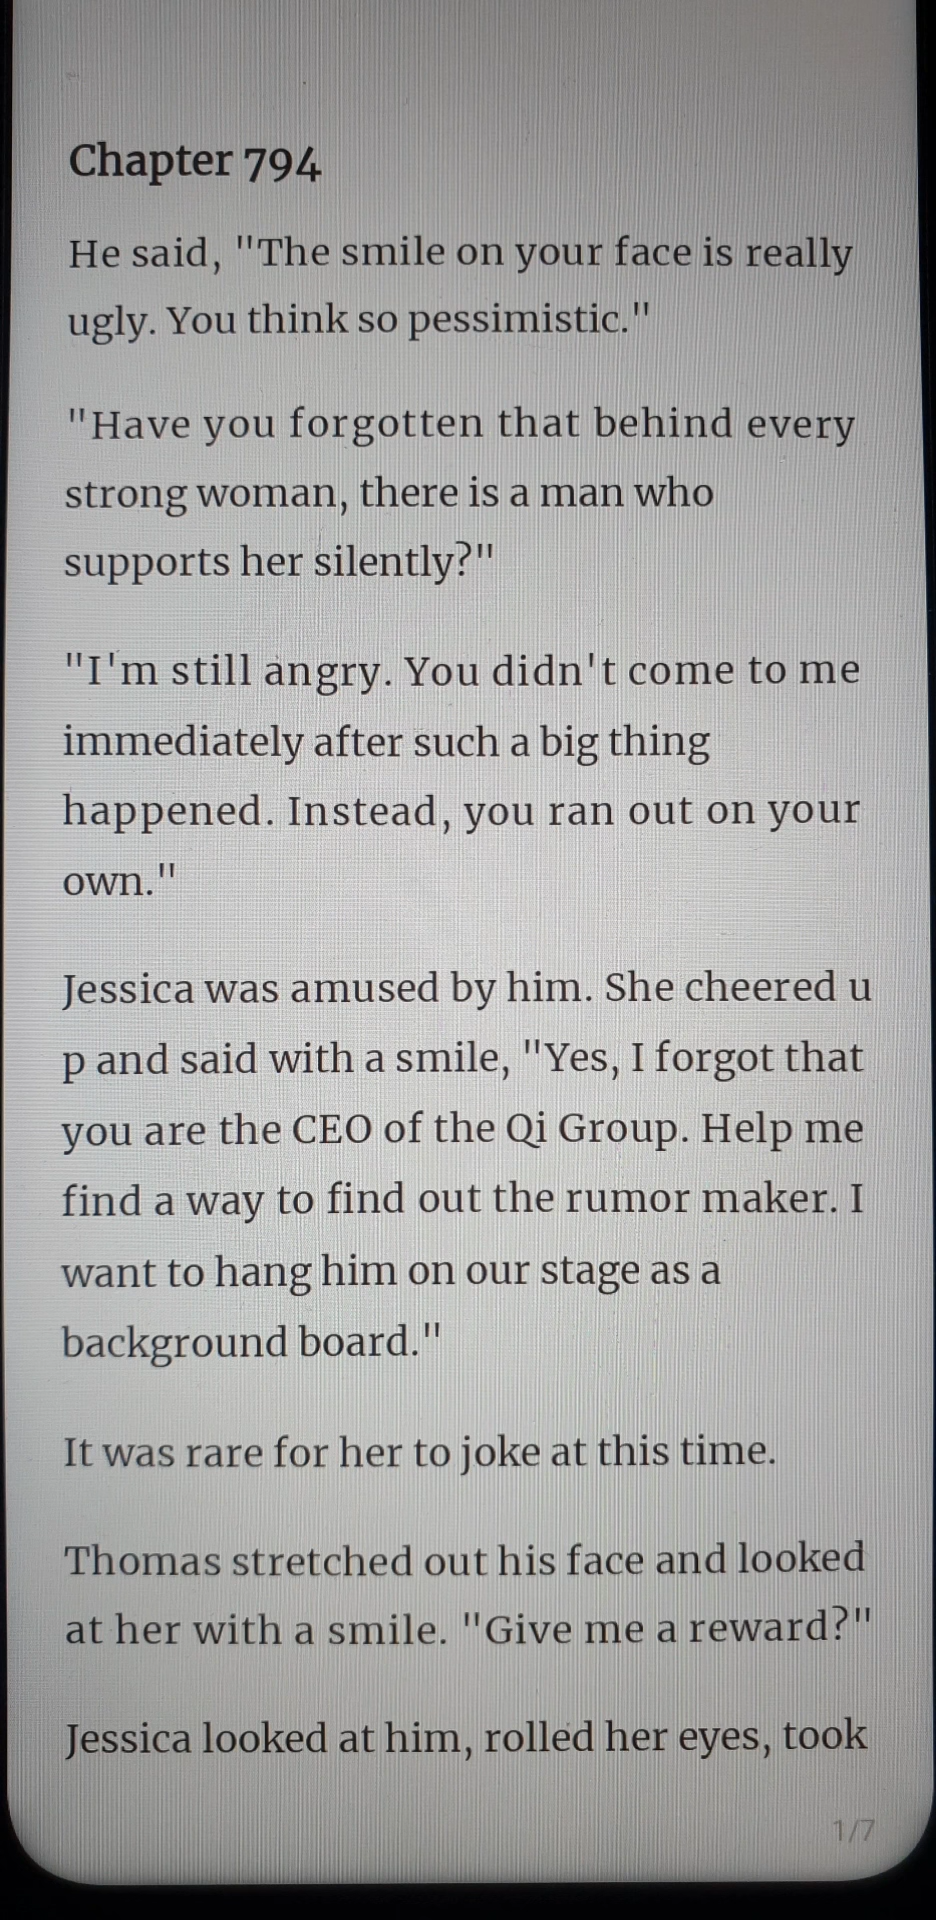 Chapter 794
He said, "The smile on your face is really
ugly. You think so pessimistic."
"Have you forgotten that behind every
strong woman, there is a man who
supports her silently?"
"I'm still angry. You didn't come to me
immediately after such a big thing
happened. Instead, you ran out on your
own."
Jessica was amused by him. She cheered u
p and said with a smile, "Yes, I forgot that
you are the CEO of the Qi Group. Help me
find a way to find out the rumor maker. I
want to hang him on our stage as a
background board."
It was rare for her to joke at this time.
Thomas stretched out his face and looked
at her with a smile. "Give me a reward?"
Jessica looked at him, rolled her eyes, took
1/7